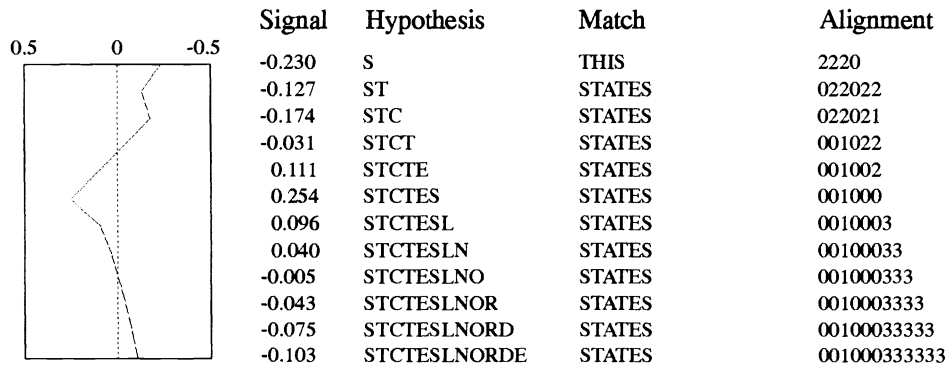 Signal Hypothesis Match Alignment
0.5 0 -0.5
-0.230 S THIS 2220
-0.127 ST STATES 022022
-0.174 STC STATES 022021
-0.031 STCT STATES 001022
0.111 STCTE STATES 001002
0.254 STCTES STATES 001000
0.096 STCTESL STATES 0010003
0.040 STCTESLN STATES 00100033
-0.005 STCTESLNO STATES 001000333
-0.043 STCTESLNOR STATES 0010003333
-0.075 STCTESLNORD STATES 00100033333
-0.103 STCTESLNORDE STATES 001000333333